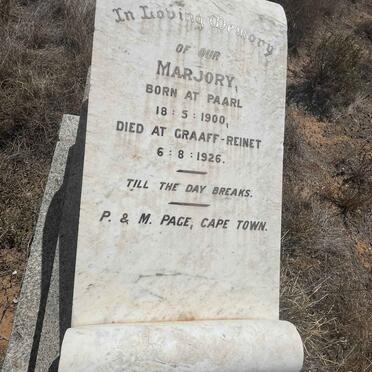 In Loving Memory
OF OUR
MARJORY,
BORN AT PAARL
18:5:1900,
DIED AT GRAAFF-REINET
6:8:1926.
TILL THE DAY BREAKS.
P. & M. PAGE, CAPE TOWN.